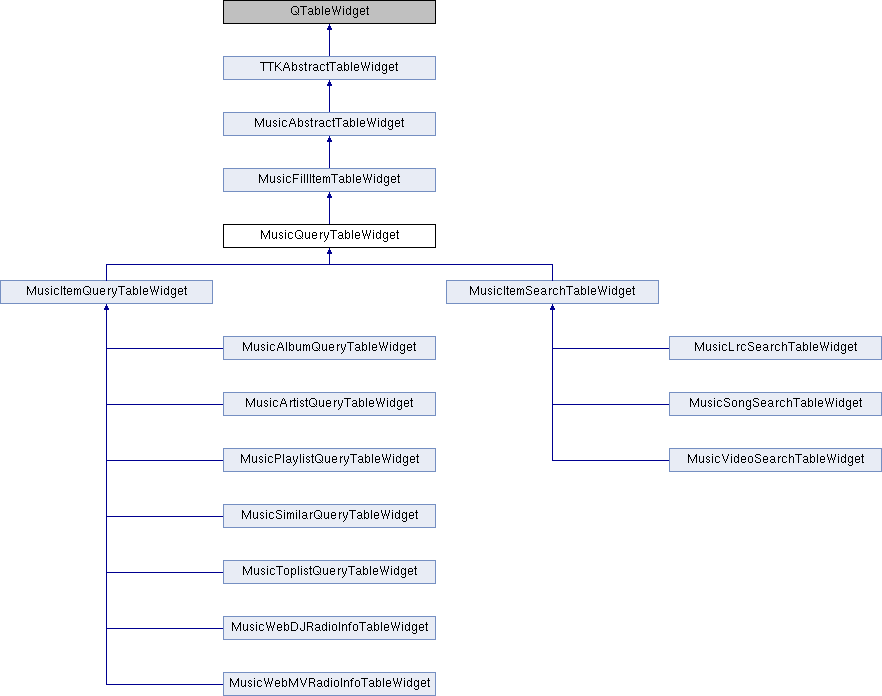 QTableWidget
TTKAbstractTableWidget
MusicAbstractTableWidget
MusicFillItemTableWidget
MusicQueryTableWidget
MusicItemQueryTableWidget
MusicItemSearchTableWidget
MusicAlbumQueryTableWidget
MusicLrcSearchTableWidget
MusicArtistQueryTableWidget
MusicSongSearchTableWidget
MusicPlaylistQueryTableWidget
MusicVideoSearchTableWidget
MusicSimilarQueryTableWidget
MusicToplistQueryTableWidget
MusicWebDJRadioInfoTableWidget
MusicWebMVRadioInfoTableWidget